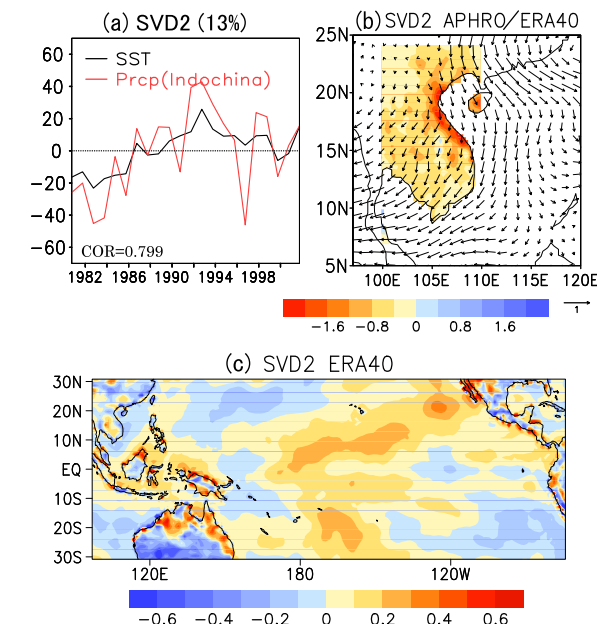 (a) SVD2 (13%)
60
40
20
0
−20
−40
−60
SST
Prcp(Indochina)
COR=0.799
1982 1986 1990 1994 1998
(b) SVD2 APHRO/ERA40
25N
20N
15N
10N
5N
100E 105E 110E 115E 120E
−1.6 −0.8 0 0.8 1.6
1
(c) SVD2 ERA40
30N
20N
10N
EQ
10S
20S
30S
120E 180 120W
−0.6 −0.4 −0.2 0 0.2 0.4 0.6